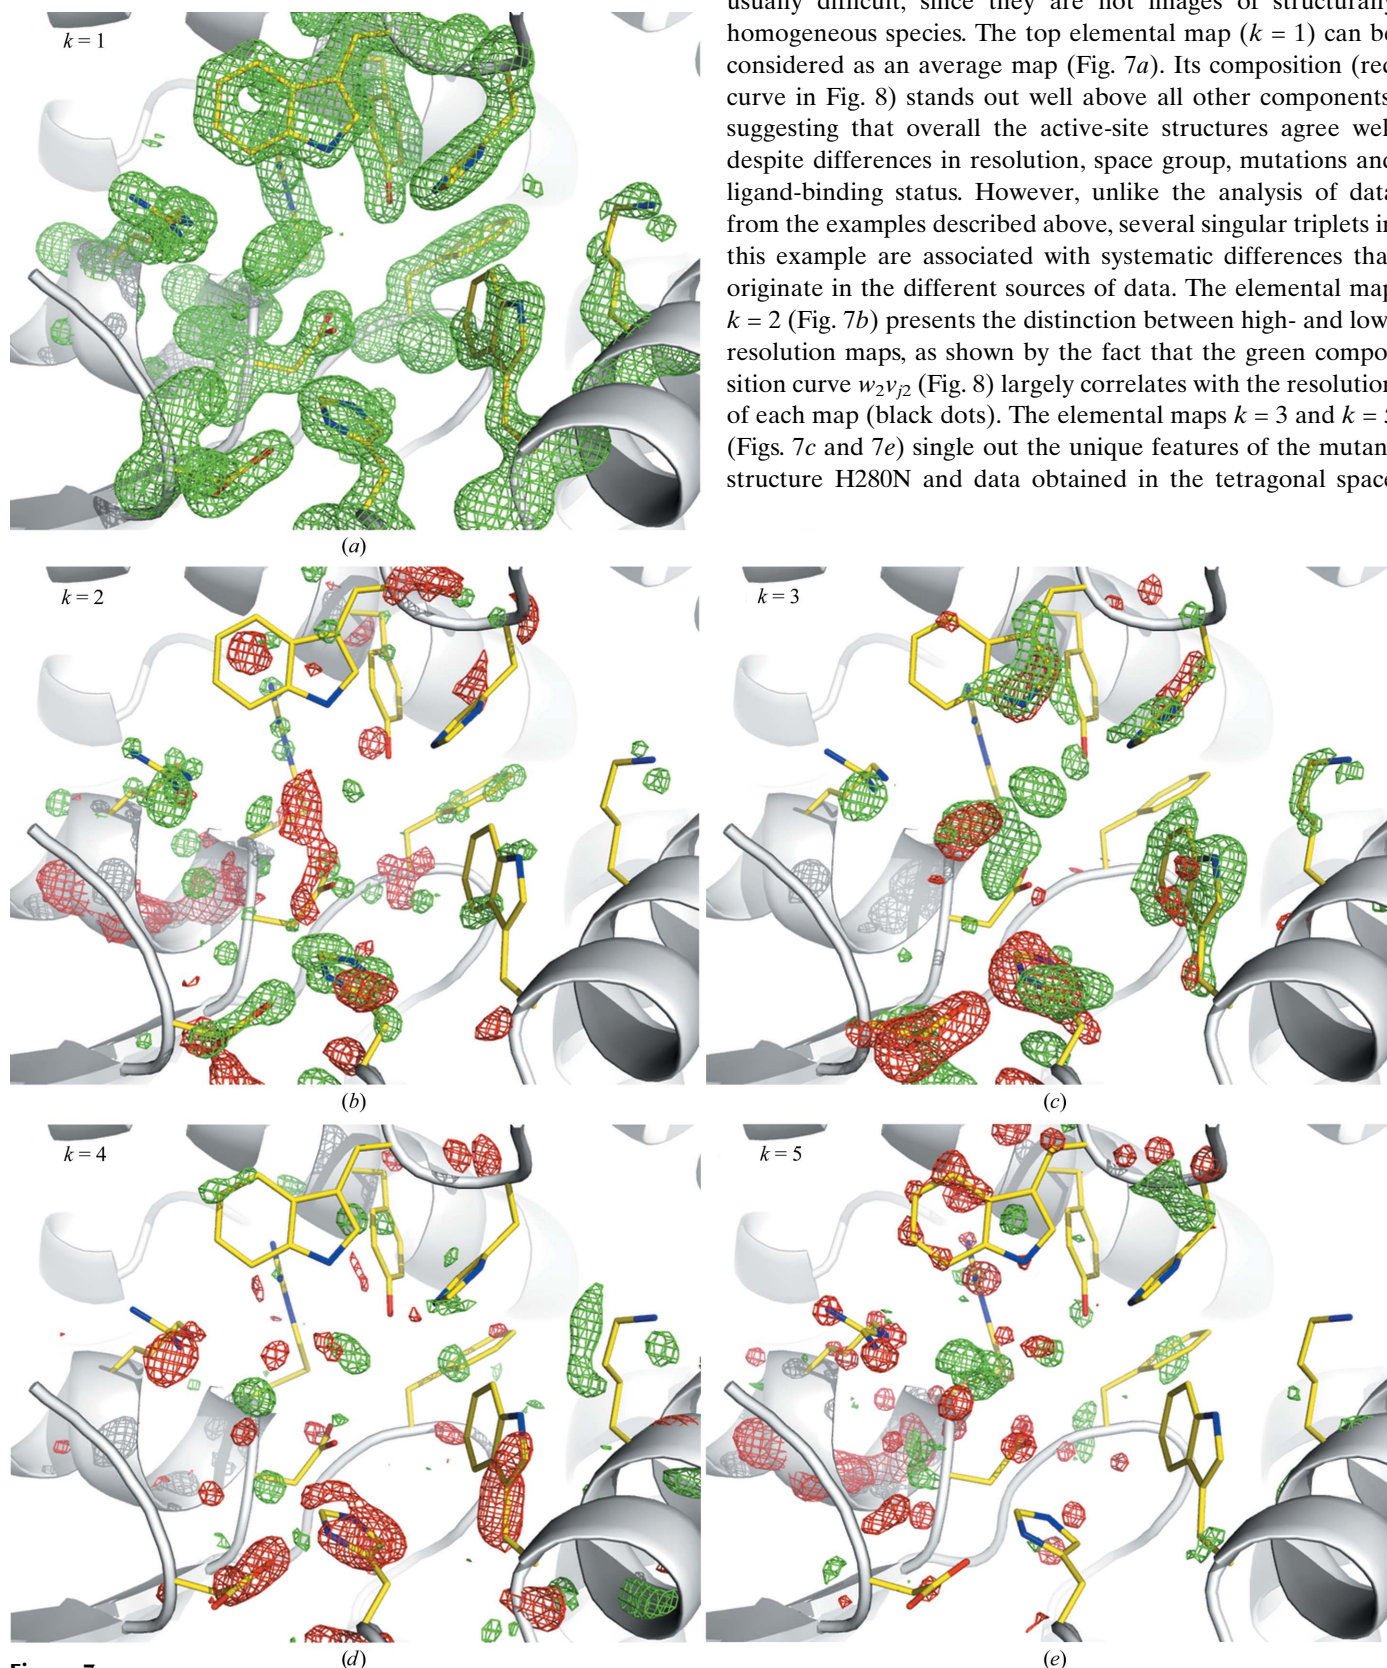 k = 1
usually difficult, since they are not images of structurally
homogeneous species. The top elemental map (k = 1) can be
considered as an average map (Fig. 7a). Its composition (red
curve in Fig. 8) stands out well above all other components
suggesting that overall the active-site structures agree well
despite differences in resolution, space group, mutations and
ligand-binding status. However, unlike the analysis of data
from the examples described above, several singular triplets in
this example are associated with systematic differences that
originate in the different sources of data. The elemental map
k = 2 (Fig. 7b) presents the distinction between high- and low
resolution maps, as shown by the fact that the green compo
sition curve w₂vⱼ₂ (Fig. 8) largely correlates with the resolution
of each map (black dots). The elemental maps k = 3 and k = 5
(Figs. 7c and 7e) single out the unique features of the mutant
structure H280N and data obtained in the tetragonal space
(a)
k = 2
k = 3
(b)
(c)
k = 4
k = 5
(d)
(e)